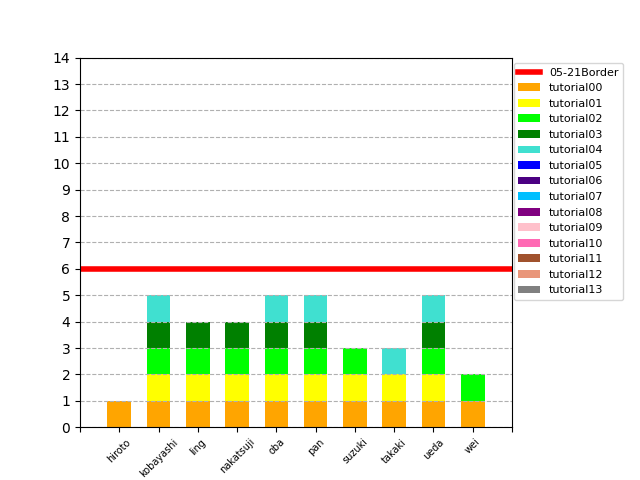 14
13
12
11
10
9
8
7
6
5
4
3
2
1
0
hiroto
kobayashi
ling
nakatsuji
oba
pan
suzuki
takaki
ueda
wei
05-21Border
tutorial00
tutorial01
tutorial02
tutorial03
tutorial04
tutorial05
tutorial06
tutorial07
tutorial08
tutorial09
tutorial10
tutorial11
tutorial12
tutorial13